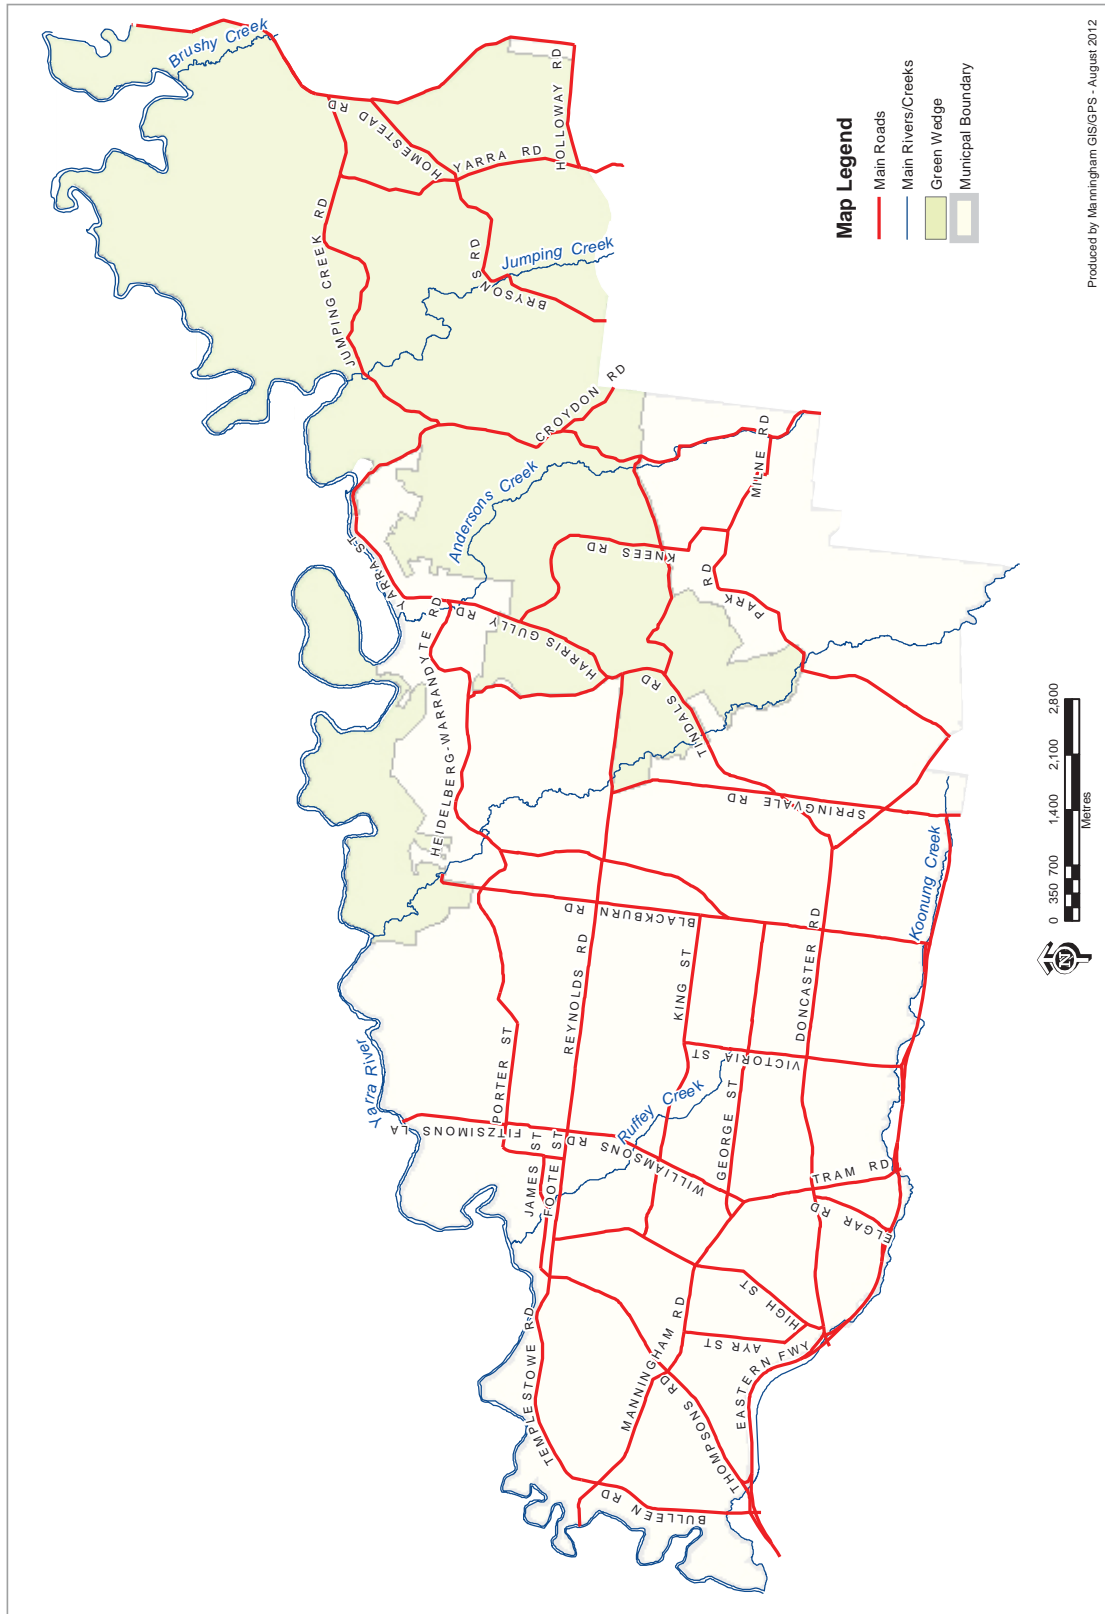 Brushy Creek
HOMESTEAD RD
YARRA RD
HOLLOWAY RD
JUMPING CREEK RD
BRYSONS RD
Jumping Creek
CROYDON RD
Andersons Creek
MILNE RD
YARRA ST
KNEES RD
PARK RD
HEIDELBERG-WARRANDYTE RD
HARRIS GULLY RD
TINDALS RD
SPRINGVALE RD
Koonung Creek
BLACKBURN RD
REYNOLDS RD
KING ST
DONCASTER RD
VICTORIA ST
Yarra River
PORTER ST
FITZSIMONS LA
Ruffey Creek
GEORGE ST
JAMES ST
FOOTE ST
WILLIAMSONS RD
TRAM RD
ELGAR RD
HIGH ST
AYR ST
TEMPLESTOWE RD
MANNINGHAM RD
THOMPSONS RD
EASTERN FWY
BULLEEN RD
Map Legend
Main Roads
Main Rivers/Creeks
Green Wedge
Municpal Boundary
0 350 700 1,400 2,100 2,800
Metres
N
Produced by Manningham GIS/GPS - August 2012